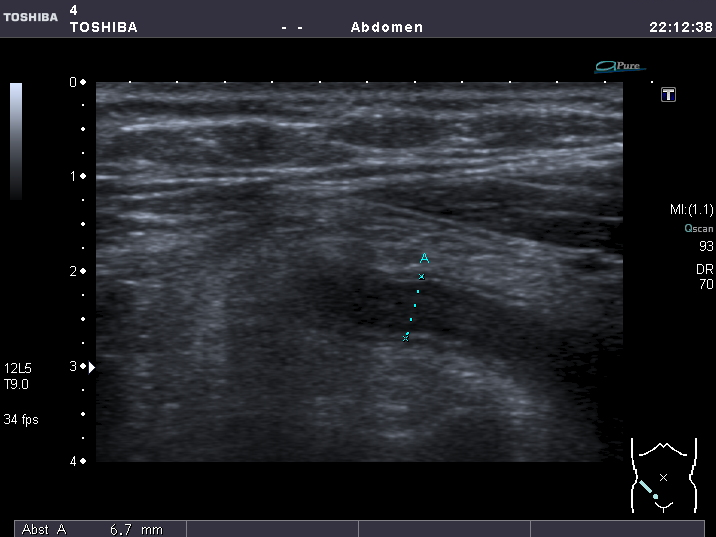 TOSHIBA
4
TOSHIBA - - Abdomen 22:12:38
Pure
T
0
1
2
3
4
A
MI:(1.1)
Qscan
93
DR
70
12L5
T9.0
34 fps
Abst A 6.7 mm